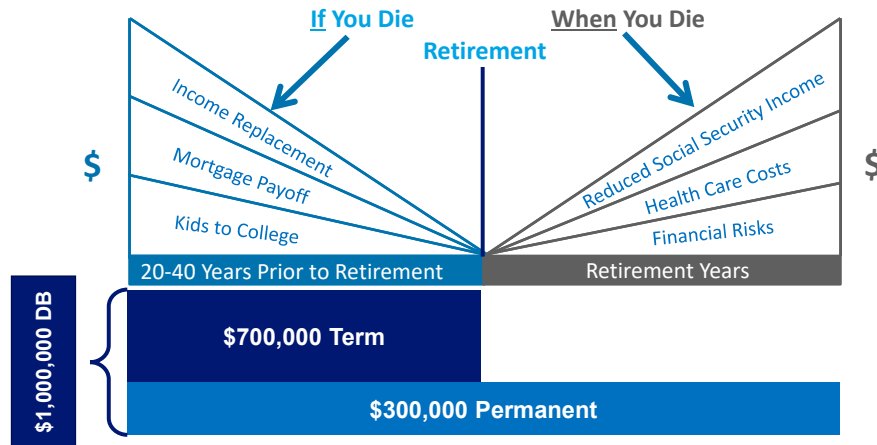 If You Die
When You Die
Retirement
Income Replacement
Mortgage Payoff
Kids to College
$
Reduced Social Security Income
Health Care Costs
Financial Risks
$
20-40 Years Prior to Retirement
Retirement Years
$1,000,000 DB
$700,000 Term
$300,000 Permanent